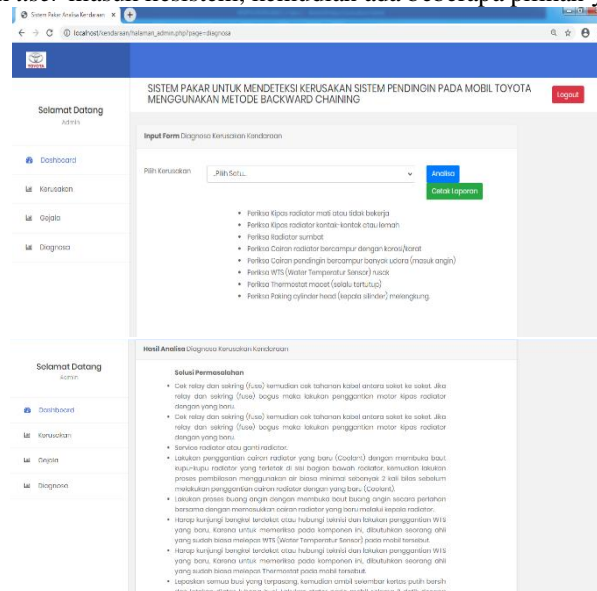 user masuk kesistem, kemudian ada beberapa pilihan
Sistem Pakar Analisa Kendaraan
localhost/kendaraan/halaman_admin.php?page=diagnosa
TOYOTA
SISTEM PAKAR UNTUK MENDETEKSI KERUSAKAN SISTEM PENDINGIN PADA MOBIL TOYOTA
MENGGUNAKAN METODE BACKWARD CHAINING
Logout
Selamat Datang
Admin
Input Form Diagnosa Kerusakan Kendaraan
Dashboard
Pilih Kerusakan
..Pilih Satu..
Analisa
Kerusakan
Cetak Laporan
Gejala
Diagnosa
• Periksa Kipas radiator mati atau tidak bekerja
• Periksa Kipas radiator kontak-kontak atau lemah
• Periksa Radiator sumbat
• Periksa Cairan radiator bercampur dengan korosi/karat
• Periksa Cairan pendingin bercampur banyak udara (masuk angin)
• Periksa WTS (Water Temperatur Sensor) rusak
• Periksa Thermostat macet (selalu tertutup)
• Periksa Paking cylinder head (kepala silinder) melengkung.
Hasil Analisa Diagnosa Kerusakan Kendaraan
Selamat Datang
Admin
Dashboard
Kerusakan
Gejala
Diagnosa
Solusi Permasalahan
• Cek relay dan sekring (fuse) kemudian cek tahanan kabel antara soket ke soket. Jika
relay dan sekring (fuse) bagus maka lakukan penggantian motor kipas radiator
dengan yang baru.
• Cek relay dan sekring (fuse) kemudian cek tahanan kabel antara soket ke soket. Jika
relay dan sekring (fuse) bagus maka lakukan penggantian motor kipas radiator
dengan yang baru.
• Service radiator atau ganti radiator.
• Lakukan penggantian cairan radiator yang baru (Coolant) dengan membuka baut
kupu-kupu radiator yang terletak di sisi bagian bawah radiator, kemudian lakukan
proses pembilasan menggunakan air biasa minimal sebanyak 2 kali bilas sebelum
melakukan penggantian cairan radiator dengan yang baru (Coolant).
• Lakukan proses buang angin dengan membuka baut buang angin secara perlahan
bersama dengan memasukkan cairan radiator yang baru melalui kepala radiator.
• Harap kunjungi bengkel terdekat atau hubungi teknisi dan lakukan penggantian WTS
yang baru, Karena untuk memeriksa pada komponen ini, dibutuhkan seorang ahli
yang sudah biasa melepas WTS (Water Temperatur Sensor) pada mobil tersebut.
• Harap kunjungi bengkel terdekat atau hubungi teknisi dan lakukan penggantian WTS
yang baru, Karena untuk memeriksa pada komponen ini, dibutuhkan seorang ahli
yang sudah biasa melepas Thermostat pada mobil tersebut.
• Lepaskan semua busi yang terpasang, kemudian ambil selembar kertas putih bersih